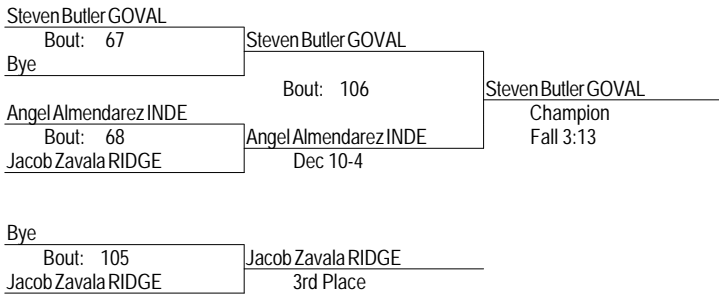 Steven Butler GOVAL
Bout: 67
Steven Butler GOVAL
Bye
Bout: 106
Steven Butler GOVAL
Angel Almendarez INDE
Champion
Bout: 68
Angel Almendarez INDE
Fall 3:13
Jacob Zavala RIDGE
Dec 10-4
Bye
Bout: 105
Jacob Zavala RIDGE
Jacob Zavala RIDGE
3rd Place